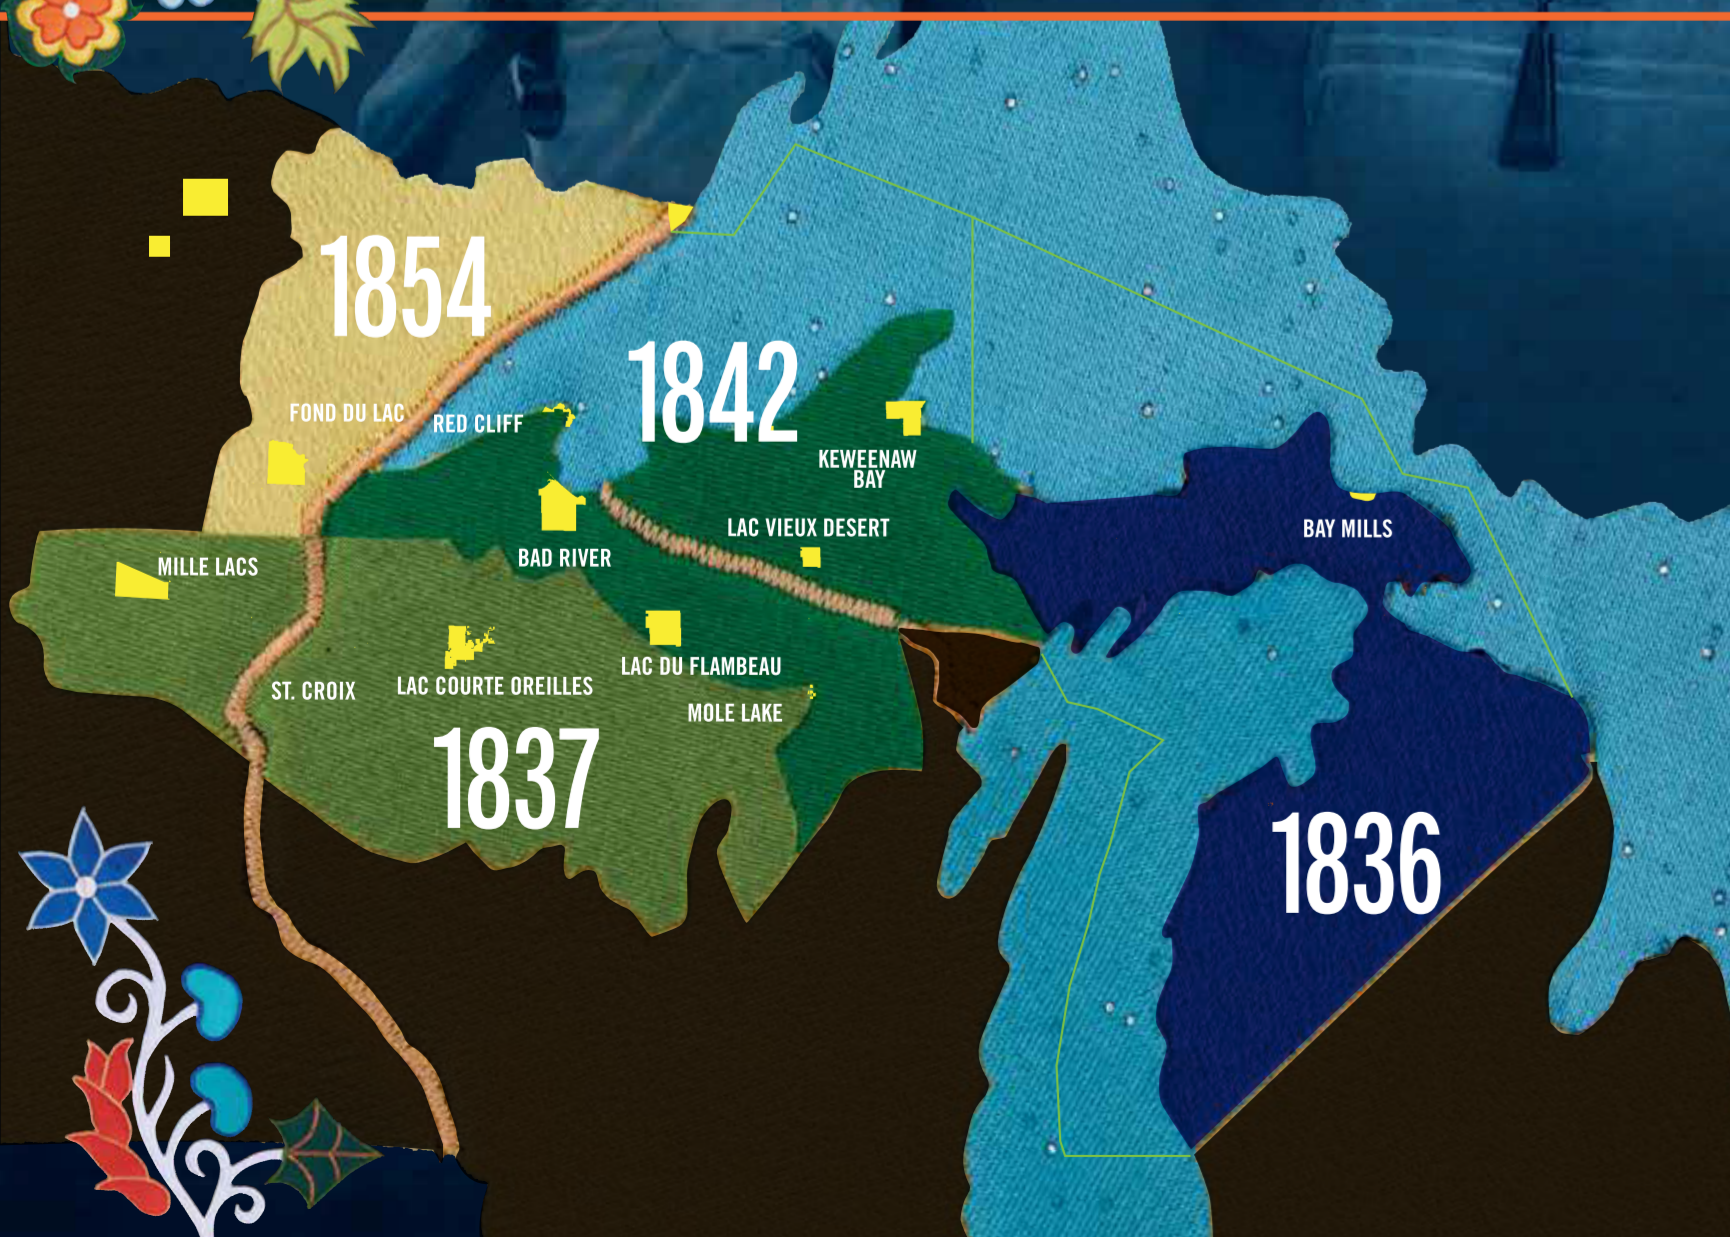 1854
1842
FOND DU LAC
RED CLIFF
KEWEENAW
BAY
LAC VIEUX DESERT
BAY MILLS
BAD RIVER
MILLE LACS
LAC DU FLAMBEAU
ST. CROIX
LAC COURTE OREILLES
MOLE LAKE
1837
1836